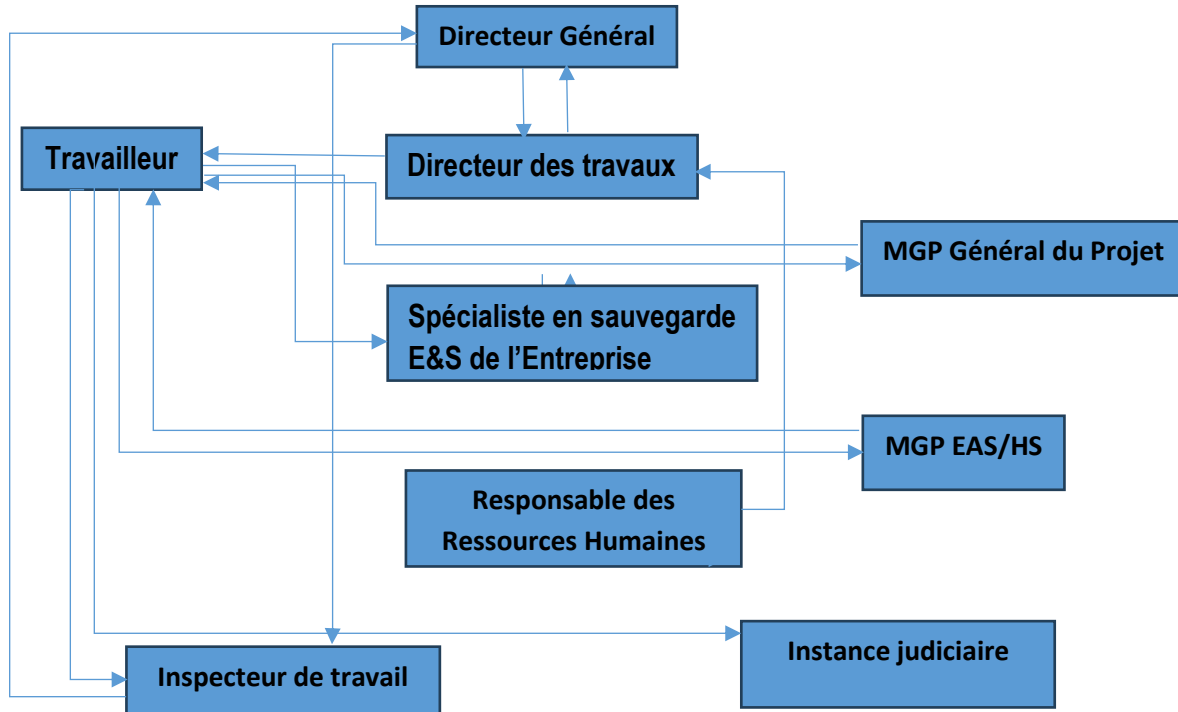 Directeur Général
Travailleur
Directeur des travaux
MGP Général du Projet
Spécialiste en sauvegarde
E&S de l'Entreprise
MGP EAS/HS
Responsable des
Ressources Humaines
Instance judiciaire
Inspecteur de travail